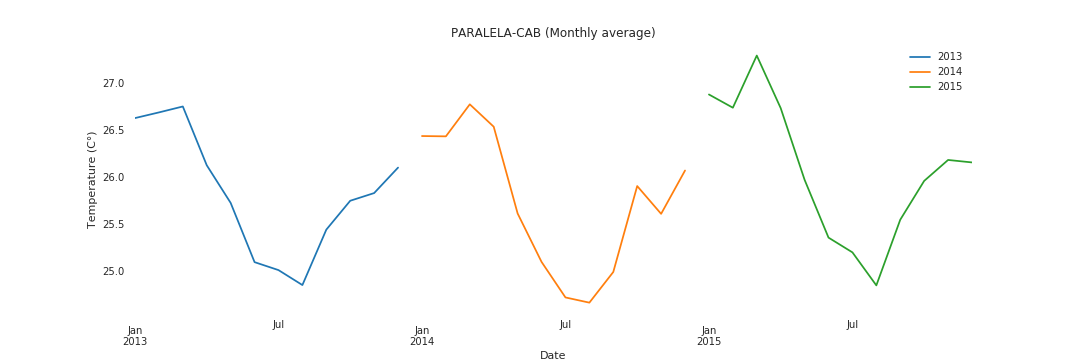 PARALELA-CAB (Monthly average)
2013
2014
2015
Temperature (C°)
27.0
26.5
26.0
25.5
25.0
Jan
2013
Jul
Jan
2014
Jul
Jan
2015
Jul
Date